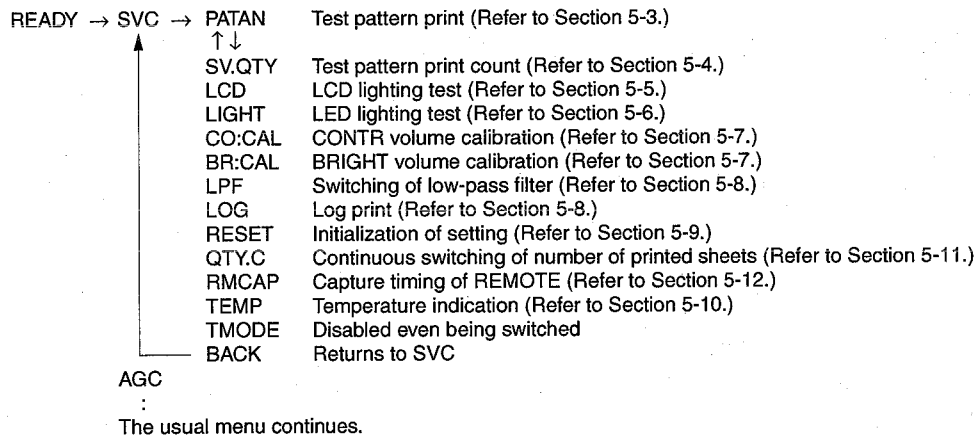 READY → SVC → PATAN Test pattern print (Refer to Section 5-3.)
↑↓
SV.QTY Test pattern print count (Refer to Section 5-4.)
LCD LCD lighting test (Refer to Section 5-5.)
LIGHT LED lighting test (Refer to Section 5-6.)
CO:CAL CONTR volume calibration (Refer to Section 5-7.)
BR:CAL BRIGHT volume calibration (Refer to Section 5-7.)
LPF Switching of low-pass filter (Refer to Section 5-8.)
LOG Log print (Refer to Section 5-8.)
RESET Initialization of setting (Refer to Section 5-9.)
QTY.C Continuous switching of number of printed sheets (Refer to Section 5-11.)
RMCAP Capture timing of REMOTE (Refer to Section 5-12.)
TEMP Temperature indication (Refer to Section 5-10.)
TMODE Disabled even being switched
BACK Returns to SVC
AGC
:
The usual menu continues.